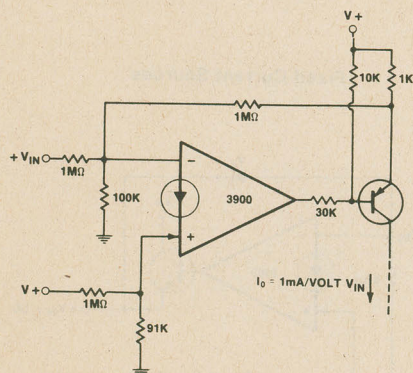 V+
10K
1K
1MΩ
+ VIN
1MΩ
−
100K
3900
30K
+
I0 = 1mA/VOLT VIN
V+
1MΩ
91K